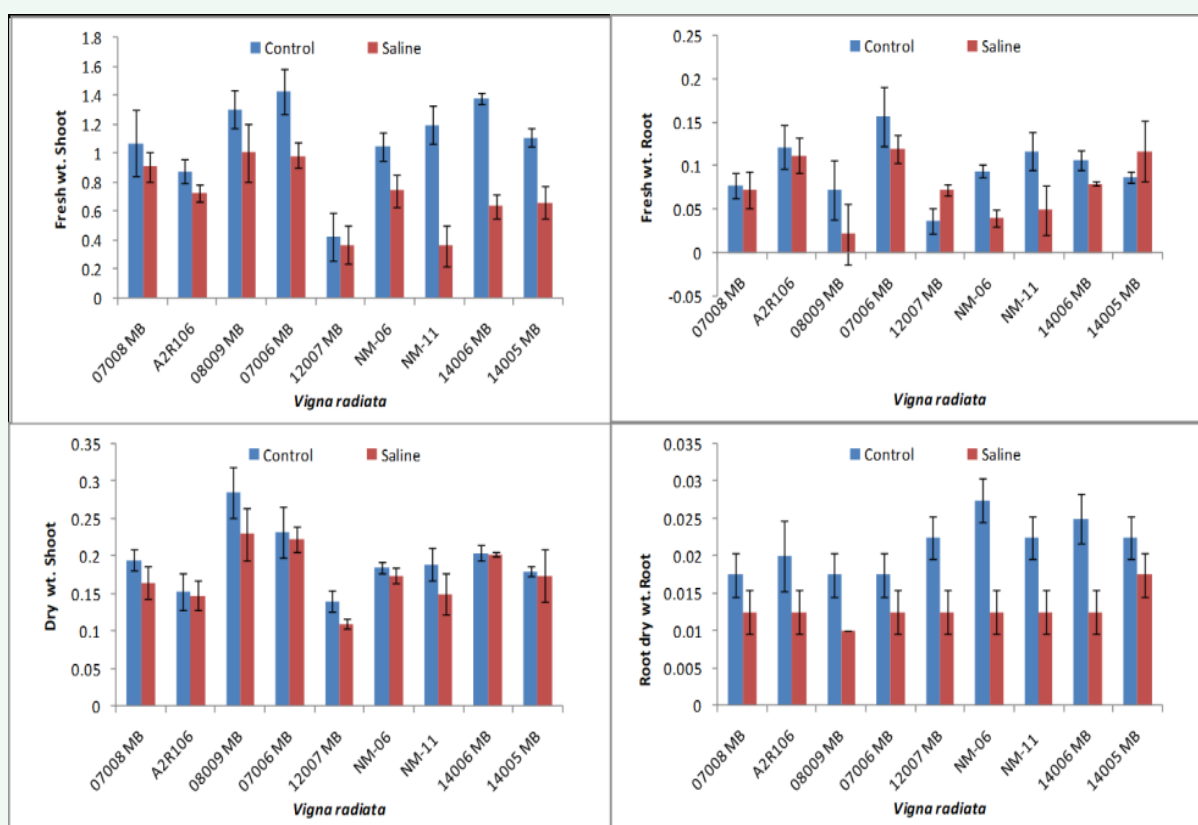 Fresh wt. Shoot
1.8
1.6
1.4
1.2
1
0.8
0.6
0.4
0.2
0
Control Saline
07008 MB A2R106 08009 MB 07006 MB 12007 MB NM-06 NM-11 14006 MB 14005 MB
Vigna radiata
Fresh wt. Root
0.25
0.2
0.15
0.1
0.05
0
-0.05
Control Saline
07008 MB A2R106 08009 MB 07006 MB 12007 MB NM-06 NM-11 14006 MB 14005 MB
Vigna radiata
Dry wt. Shoot
0.35
0.3
0.25
0.2
0.15
0.1
0.05
0
Control Saline
07008 MB A2R106 08009 MB 07006 MB 12007 MB NM-06 NM-11 14006 MB 14005 MB
Vigna radiata
Root dry wt. Root
0.035
0.03
0.025
0.02
0.015
0.01
0.005
0
Control Saline
07008 MB A2R106 08009 MB 07006 MB 12007 MB NM-06 NM-11 14006 MB 14005 MB
Vigna radiata